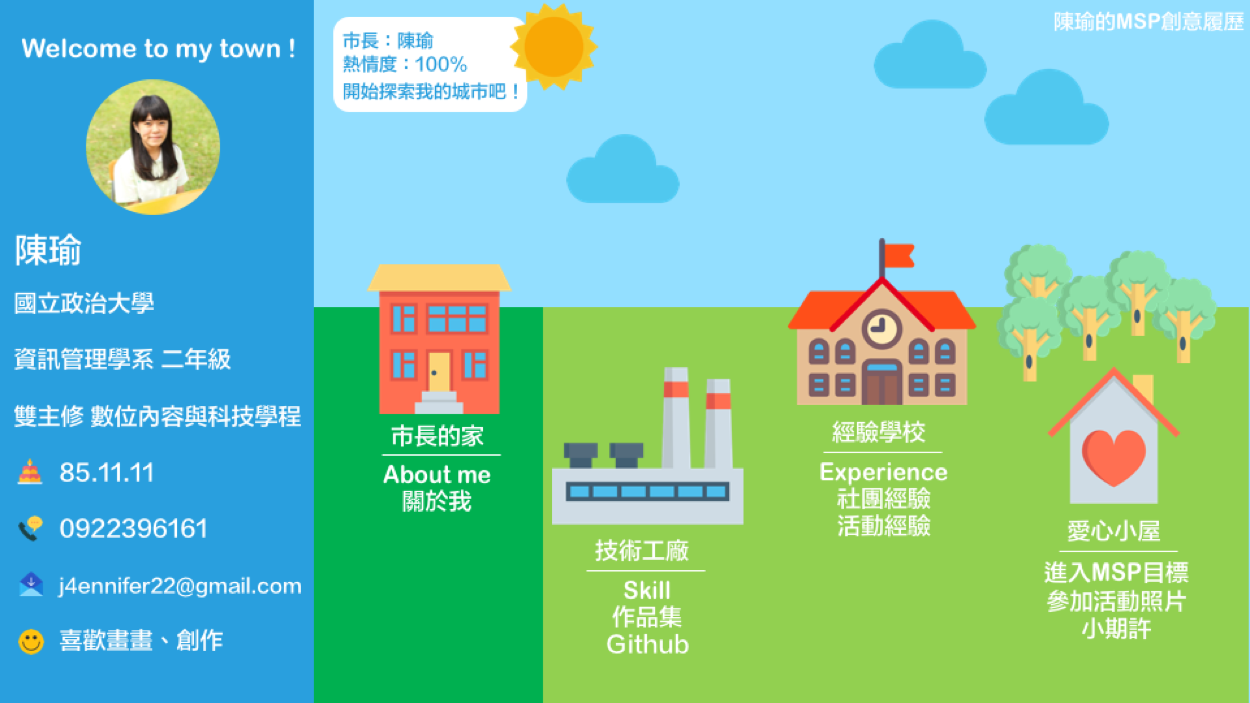 Welcome to my town !
陳瑜
國立政治大學
資訊管理學系 二年級
雙主修 數位內容與科技學程
85.11.11
0922396161
j4ennifer22@gmail.com
喜歡畫畫、創作
市長：陳瑜
熱情度：100%
開始探索我的城市吧！
陳瑜的MSP創意履歷
市長的家
About me
關於我
技術工廠
Skill
作品集
Github
經驗學校
Experience
社團經驗
活動經驗
愛心小屋
進入MSP目標
參加活動照片
小期許